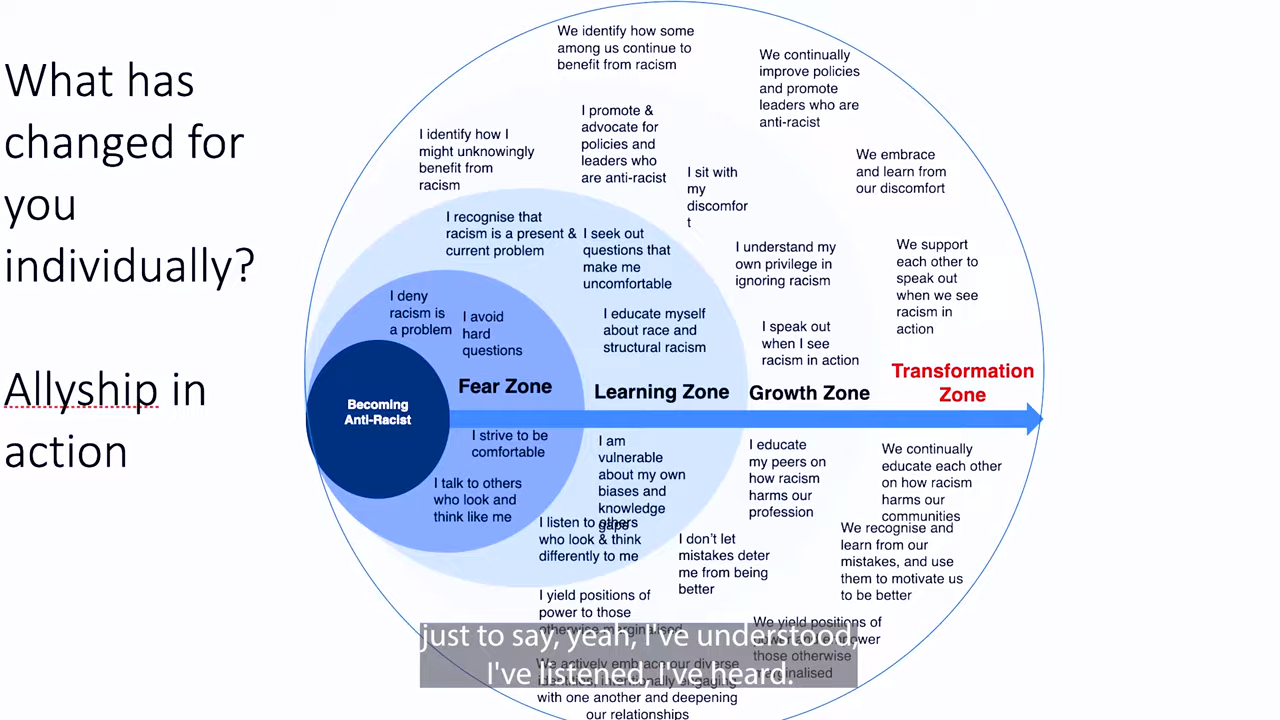 What has
changed for
you
individually?
Allyship in
action
We identify how some
among us continue to
benefit from racism
We continually
improve policies
and promote
leaders who are
anti-racist
I promote &
advocate for
policies and
leaders who
are anti-racist
I identify how I
might unknowingly
benefit from
racism
We embrace
and learn from
our discomfort
I sit with
my
discomfor
t
I recognise that
racism is a present &
current problem
I seek out
questions that
make me
uncomfortable
I understand my
own privilege in
ignoring racism
We support
each other to
speak out
when we see
racism in
action
I deny
racism is
a problem
I avoid
hard
questions
I educate myself
about race and
structural racism
I speak out
when I see
racism in action
Becoming
Anti-Racist
Fear Zone
Learning Zone
Growth Zone
Transformation
Zone
I strive to be
comfortable
I talk to others
who look and
think like me
I am
vulnerable
about my own
biases and
knowledge
gaps
I listen to others
who look & think
differently to me
I educate
my peers on
how racism
harms our
profession
We continually
educate each other
on how racism
harms our
communities
I don't let
mistakes deter
me from being
better
We recognise and
learn from our
mistakes, and use
them to motivate us
to be better
I yield positions of
power to those
otherwise marginalised
We yield positions of
power
those otherwise
marginalised
We actively embrace our diverse
identities, intentionally engaging
with one another and deepening
our relationships
just to say, yeah, I've understood,
I've listened, I've heard.